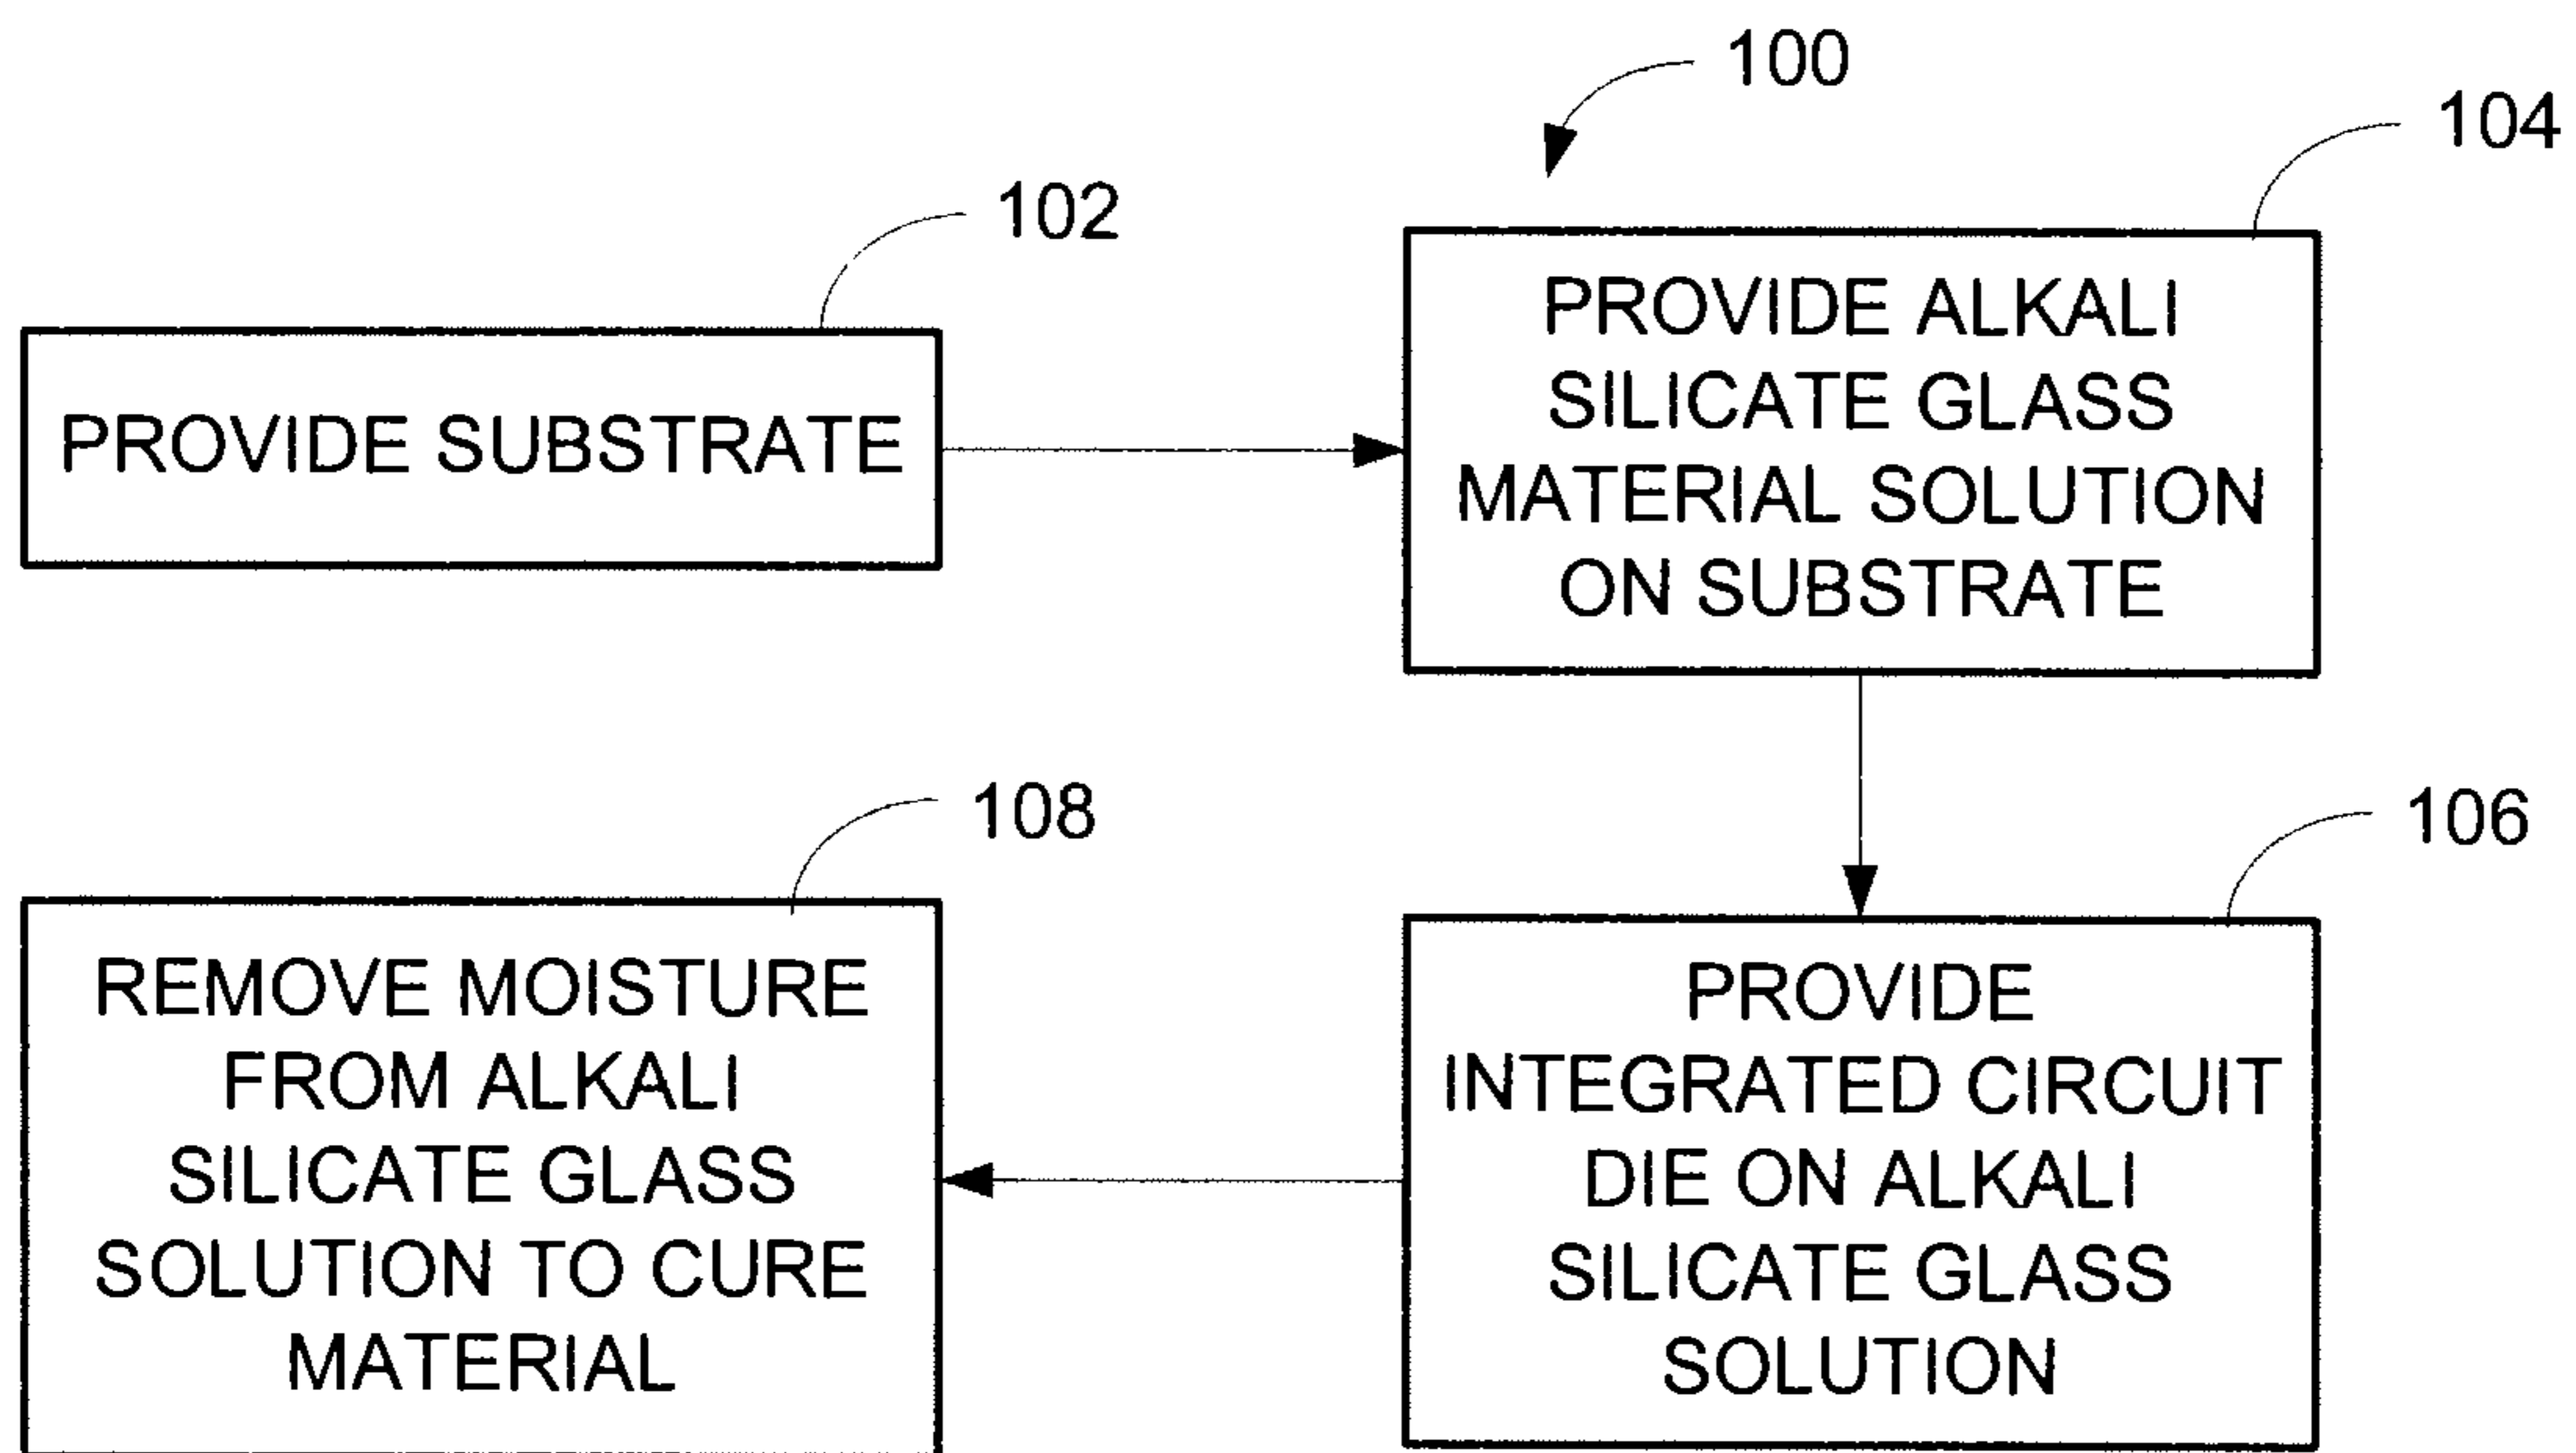 100
102
PROVIDE SUBSTRATE
104
PROVIDE ALKALI
SILICATE GLASS
MATERIAL SOLUTION
ON SUBSTRATE
106
PROVIDE
INTEGRATED CIRCUIT
DIE ON ALKALI
SILICATE GLASS
SOLUTION
108
REMOVE MOISTURE
FROM ALKALI
SILICATE GLASS
SOLUTION TO CURE
MATERIAL